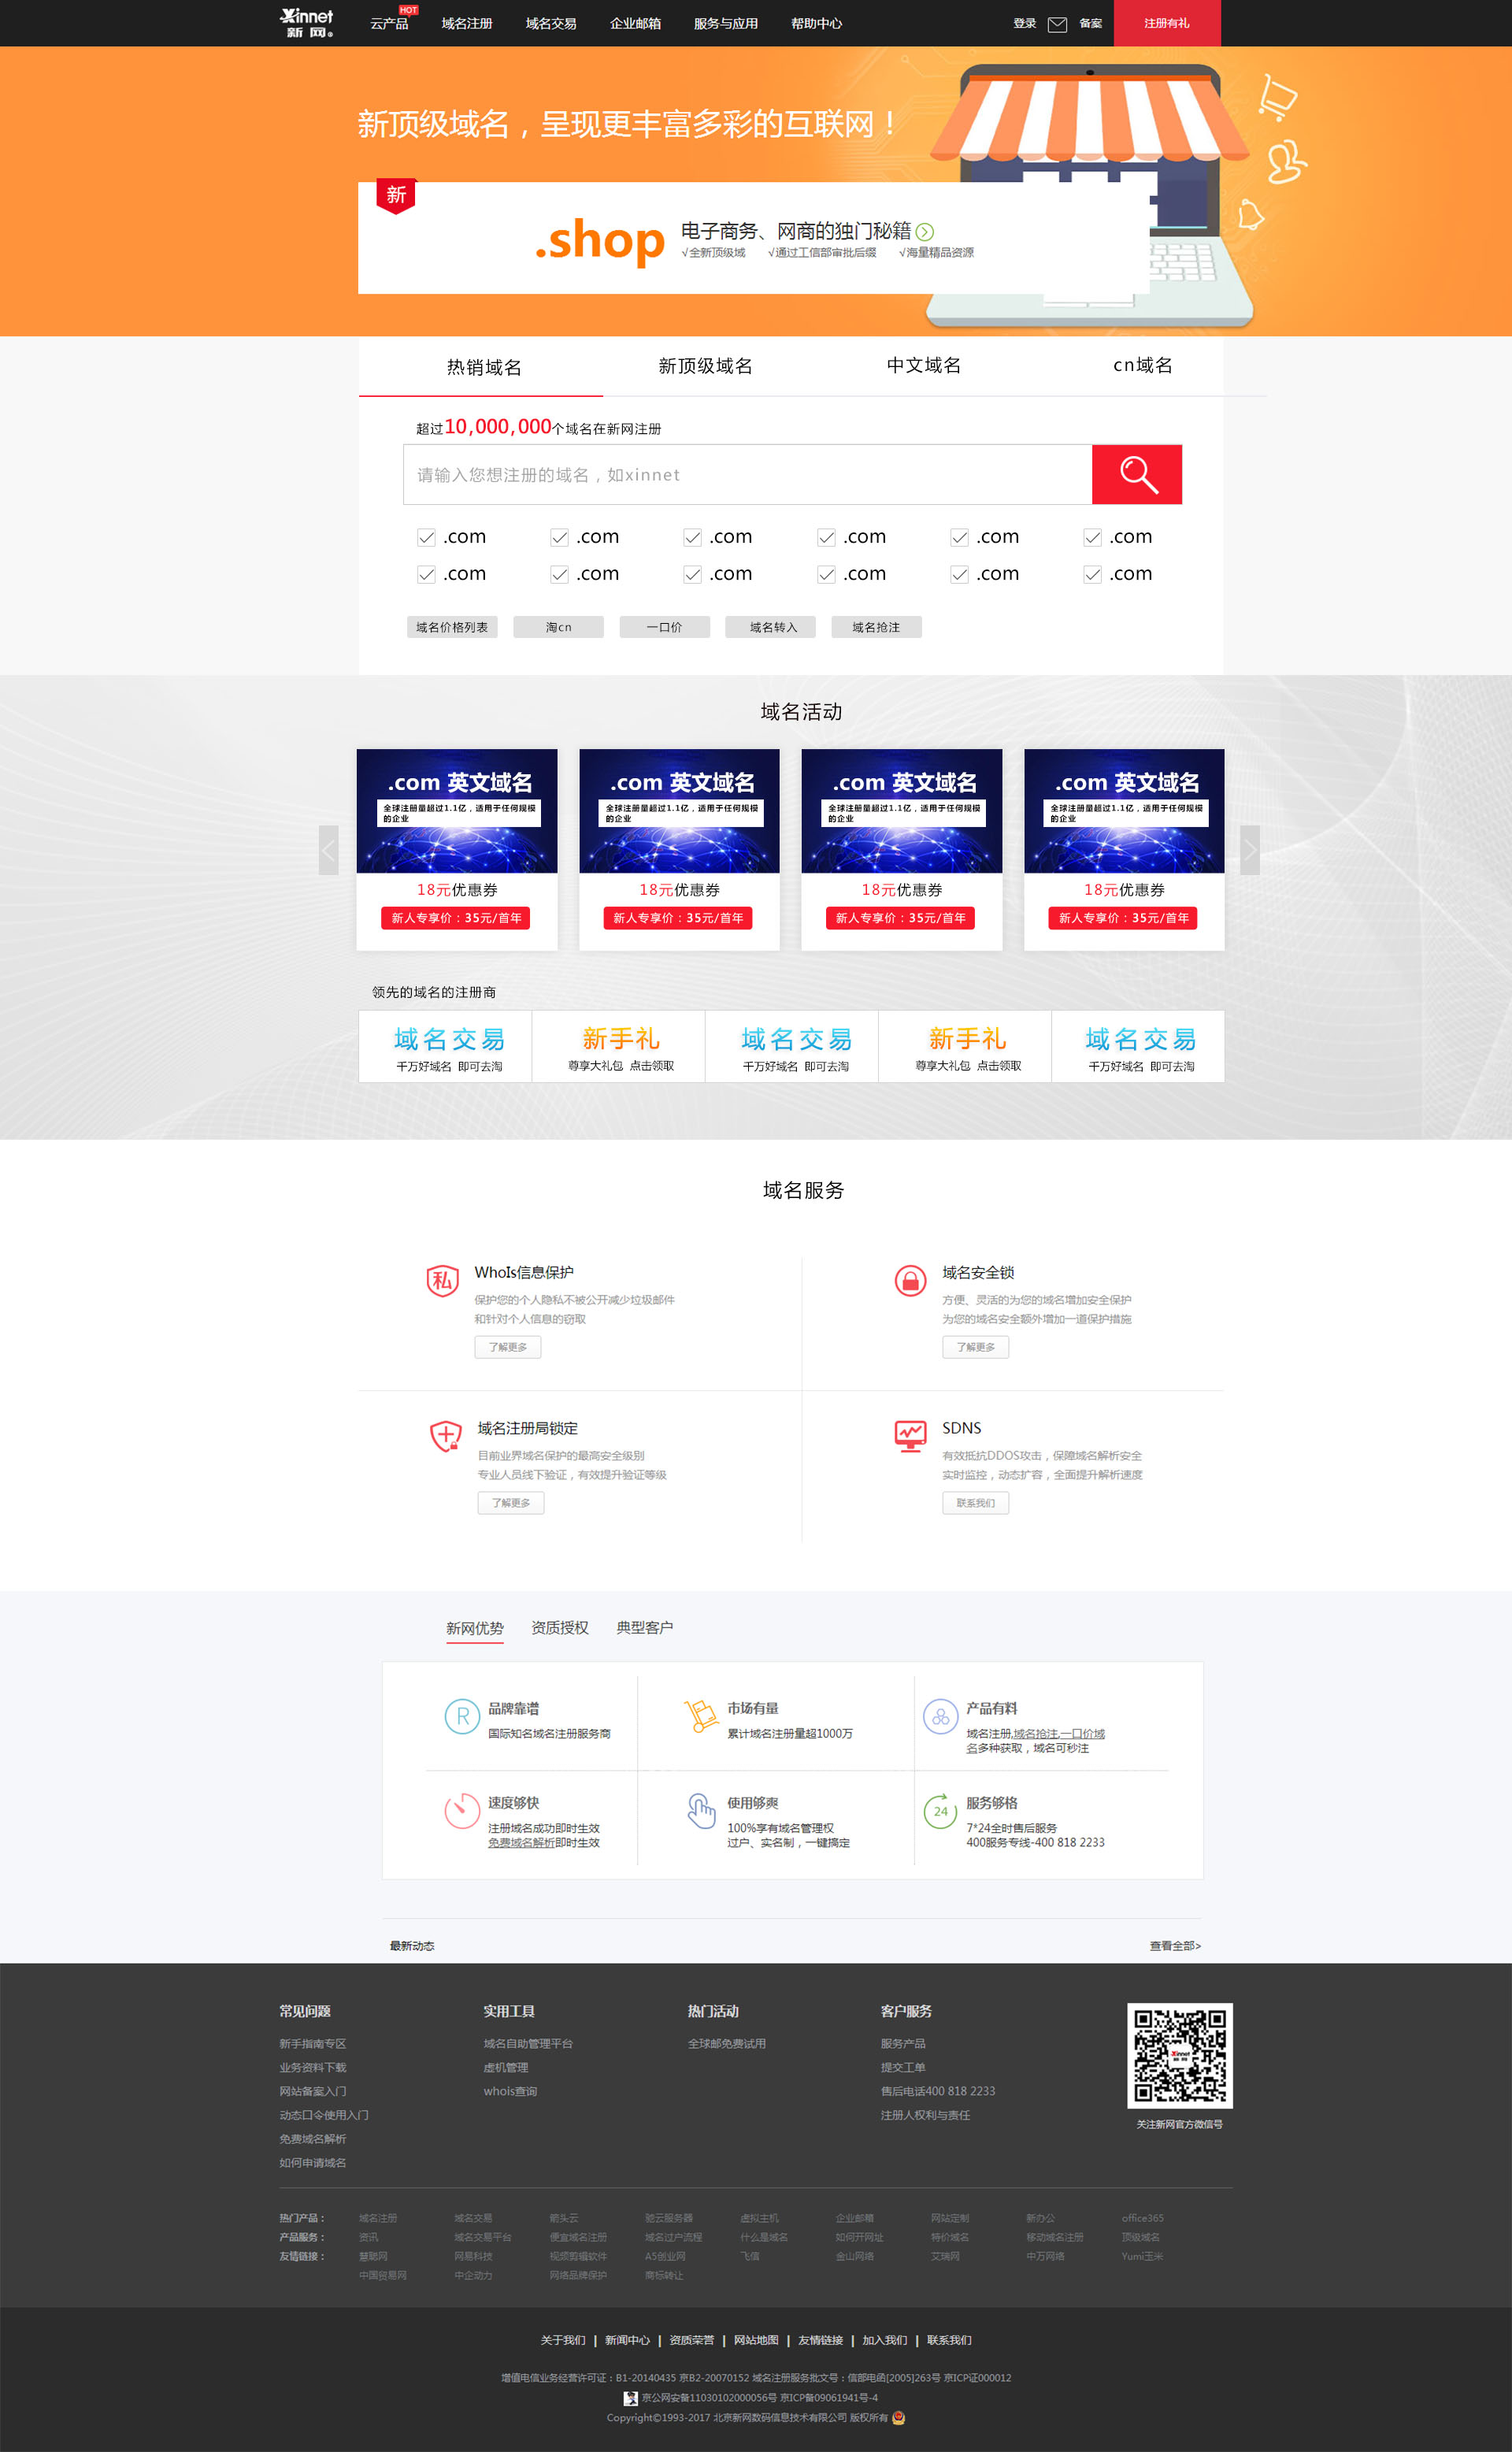 Xinnet
新网®
HOT
云产品 域名注册 域名交易 企业邮箱 服务与应用 帮助中心 登录 备案 注册有礼
新顶级域名，呈现更丰富多彩的互联网！
新
.shop
电子商务、网商的独门秘籍
√全新顶级域 √通过工信部审批后缀 √海量精品资源
热销域名 新顶级域名 中文域名 cn域名
超过10,000,000个域名在新网注册
请输入您想注册的域名，如xinnet
.com .com .com .com .com .com
.com .com .com .com .com .com
域名价格列表 淘cn 一口价 域名转入 域名抢注
域名活动
.com 英文域名 .com 英文域名 .com 英文域名 .com 英文域名
全球注册量超过1.1亿，适用于任何规模 全球注册量超过1.1亿，适用于任何规模 全球注册量超过1.1亿，适用于任何规模 全球注册量超过1.1亿，适用于任何规模
的企业 的企业 的企业 的企业
18元优惠券 18元优惠券 18元优惠券 18元优惠券
新人专享价：35元/首年 新人专享价：35元/首年 新人专享价：35元/首年 新人专享价：35元/首年
领先的域名的注册商
域名交易 新手礼 域名交易 新手礼 域名交易
千万好域名 即可去淘 尊享大礼包 点击领取 千万好域名 即可去淘 尊享大礼包 点击领取 千万好域名 即可去淘
域名服务
私
WhoIs信息保护
保护您的个人隐私不被公开减少垃圾邮件
和针对个人信息的窃取
了解更多
域名安全锁
方便、灵活的为您的域名增加安全保护
为您的域名安全额外增加一道保护措施
了解更多
域名注册局锁定
目前业界域名保护的最高安全级别
专业人员线下验证，有效提升验证等级
了解更多
SDNS
有效抵抗DDOS攻击，保障域名解析安全
实时监控，动态扩容，全面提升解析速度
联系我们
新网优势 资质授权 典型客户
R
品牌靠谱
国际知名域名注册服务商
市场有量
累计域名注册量超1000万
产品有料
域名注册,域名抢注,一口价域
名多种获取，域名可秒注
速度够快
注册域名成功即时生效
免费域名解析即时生效
使用够爽
100%享有域名管理权
过户、实名制，一键搞定
24
服务够格
7*24全时售后服务
400服务专线-400 818 2233
最新动态 查看全部>
常见问题
新手指南专区
业务资料下载
网站备案入门
动态口令使用入门
免费域名解析
如何申请域名
实用工具
域名自助管理平台
虚机管理
whois查询
热门活动
全球邮免费试用
客户服务
服务产品
提交工单
售后电话400 818 2233
注册人权利与责任
Xinnet
新网
关注新网官方微信号
热门产品： 域名注册 域名交易 箭头云 驰云服务器 虚拟主机 企业邮箱 网站定制 新办公 office365
产品服务： 资讯 域名交易平台 便宜域名注册 域名过户流程 什么是域名 如何开网址 特价域名 移动域名注册 顶级域名
友情链接： 慧聪网 网易科技 视频剪辑软件 A5创业网 飞信 金山网络 艾瑞网 中万网络 Yumi玉米
中国贸易网 中企动力 网络品牌保护 商标转让
关于我们 | 新闻中心 | 资质荣誉 | 网站地图 | 友情链接 | 加入我们 | 联系我们
增值电信业务经营许可证：B1-20140435 京B2-20070152 域名注册服务批文号：信部电函[2005]263号 京ICP证000012
京公网安备11030102000056号 京ICP备09061941号-4
Copyright©1993-2017 北京新网数码信息技术有限公司 版权所有